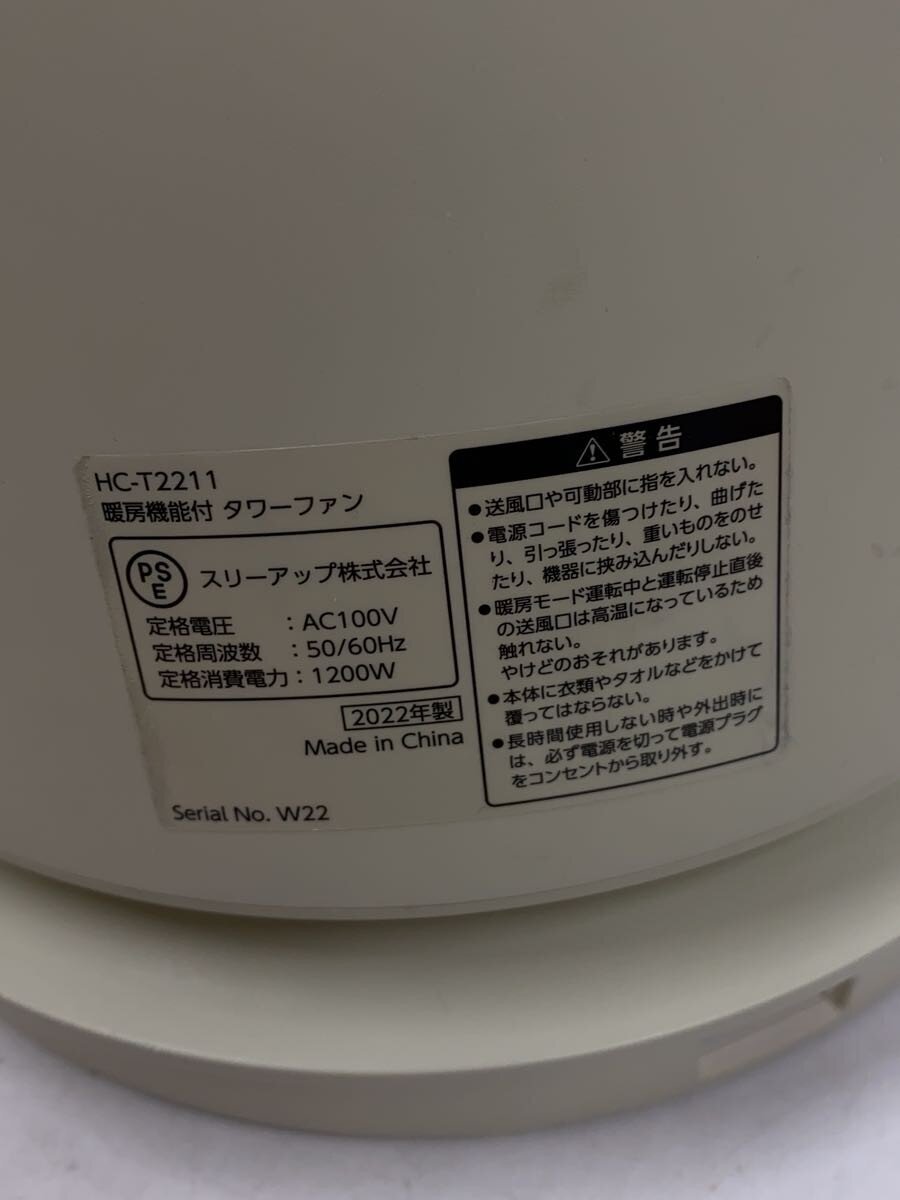 HC-T2211
暖房機能付 タワーファン
PS
E
スリーアップ株式会社
定格電圧 : AC100V
定格周波数 : 50/60Hz
定格消費電力 : 1200W
2022年製
Made in China
Serial No. W22
警告
●送風口や可動部に指を入れない。
●電源コードを傷つけたり、曲げた
り、引っ張ったり、重いものをのせ
たり、機器に挟み込んだりしない。
●暖房モード運転中と運転停止直後
の送風口は高温になっているため
触れない。
やけどのおそれがあります。
●本体に衣類やタオルなどをかけて
覆ってはならない。
●長時間使用しない時や外出時に
は、必ず電源を切って電源プラグ
をコンセントから取り外す。